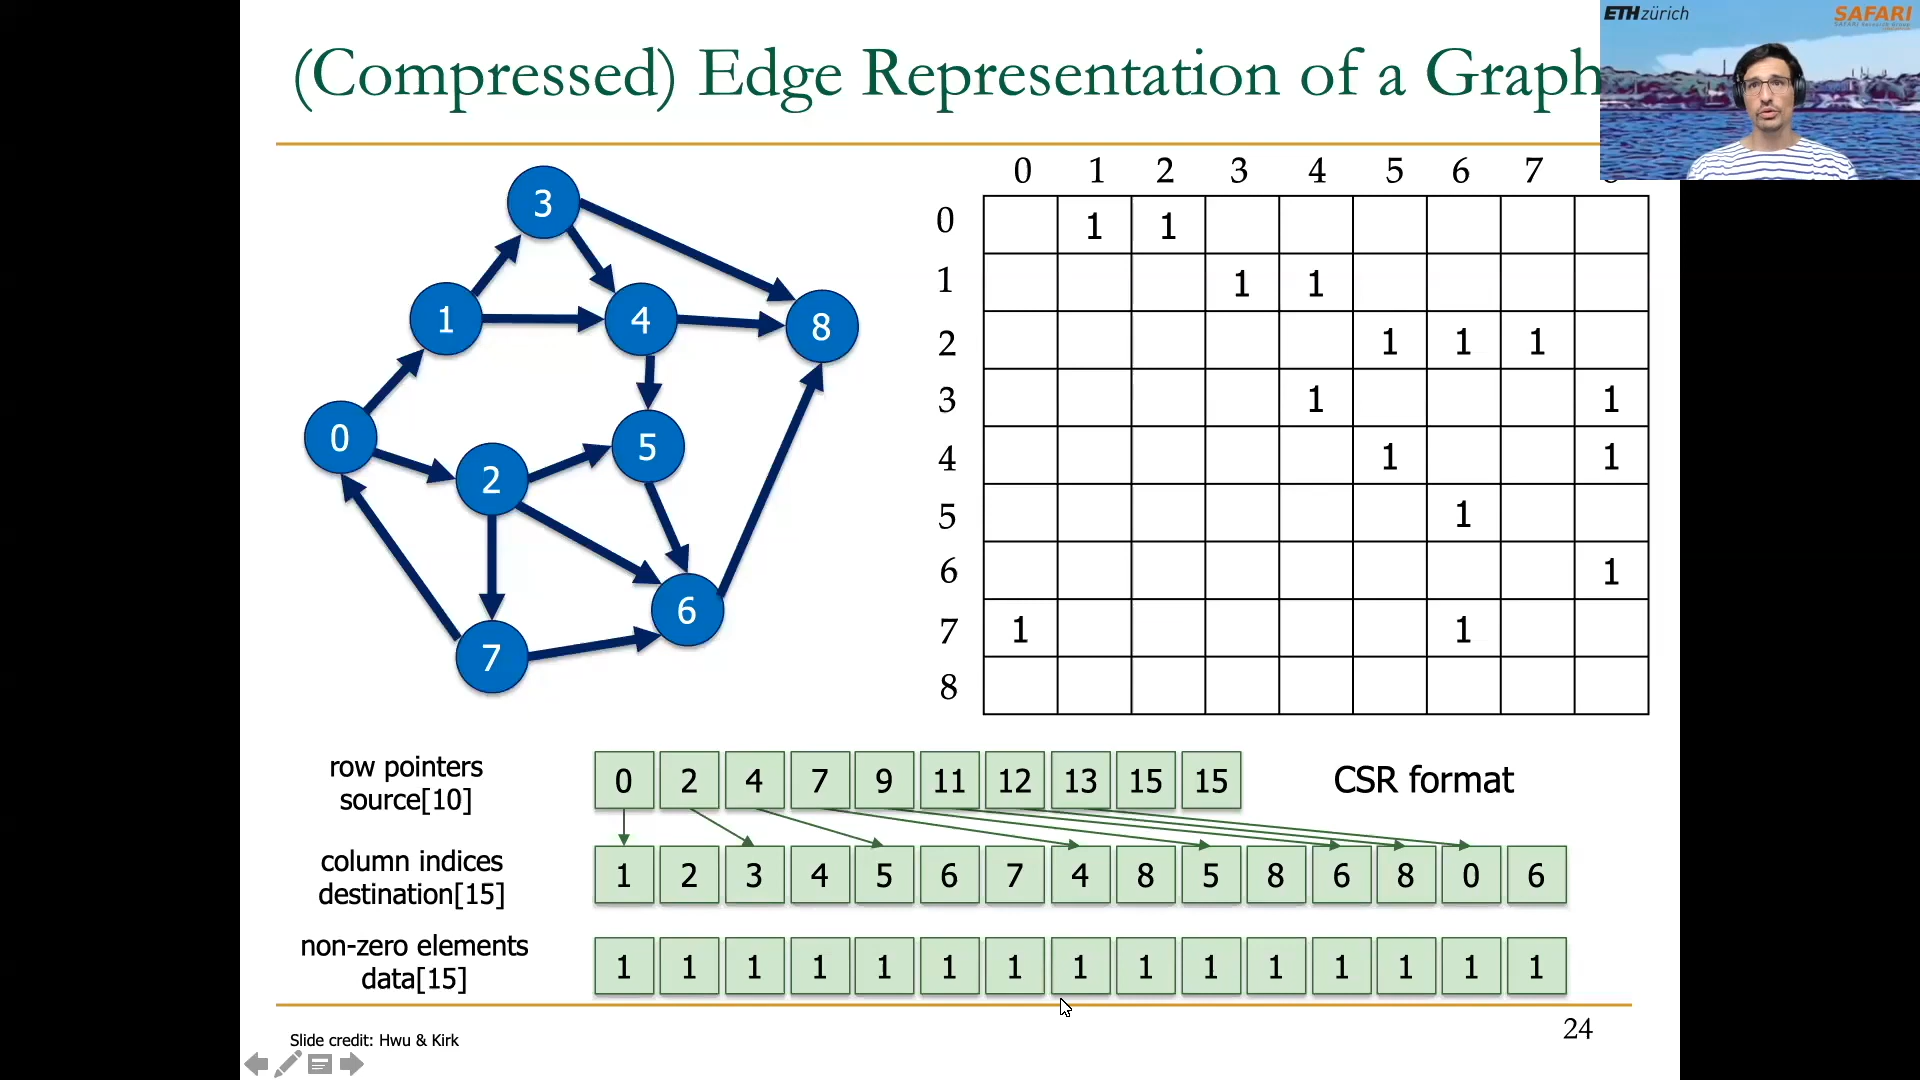 (Compressed) Edge Representation of a Graph
ETH zürich
SAFARI
0 1 2 3 4 5 6 7
0 1 1
1 1 1
2 1 1 1
3 1 1
4 1 1
5 1
6 1
7 1 1
8
3
1
4
8
0
2
5
6
7
row pointers
source[10]
0 2 4 7 9 11 12 13 15 15
CSR format
column indices
destination[15]
1 2 3 4 5 6 7 4 8 5 8 6 8 0 6
non-zero elements
data[15]
1 1 1 1 1 1 1 1 1 1 1 1 1 1 1
Slide credit: Hwu & Kirk
24